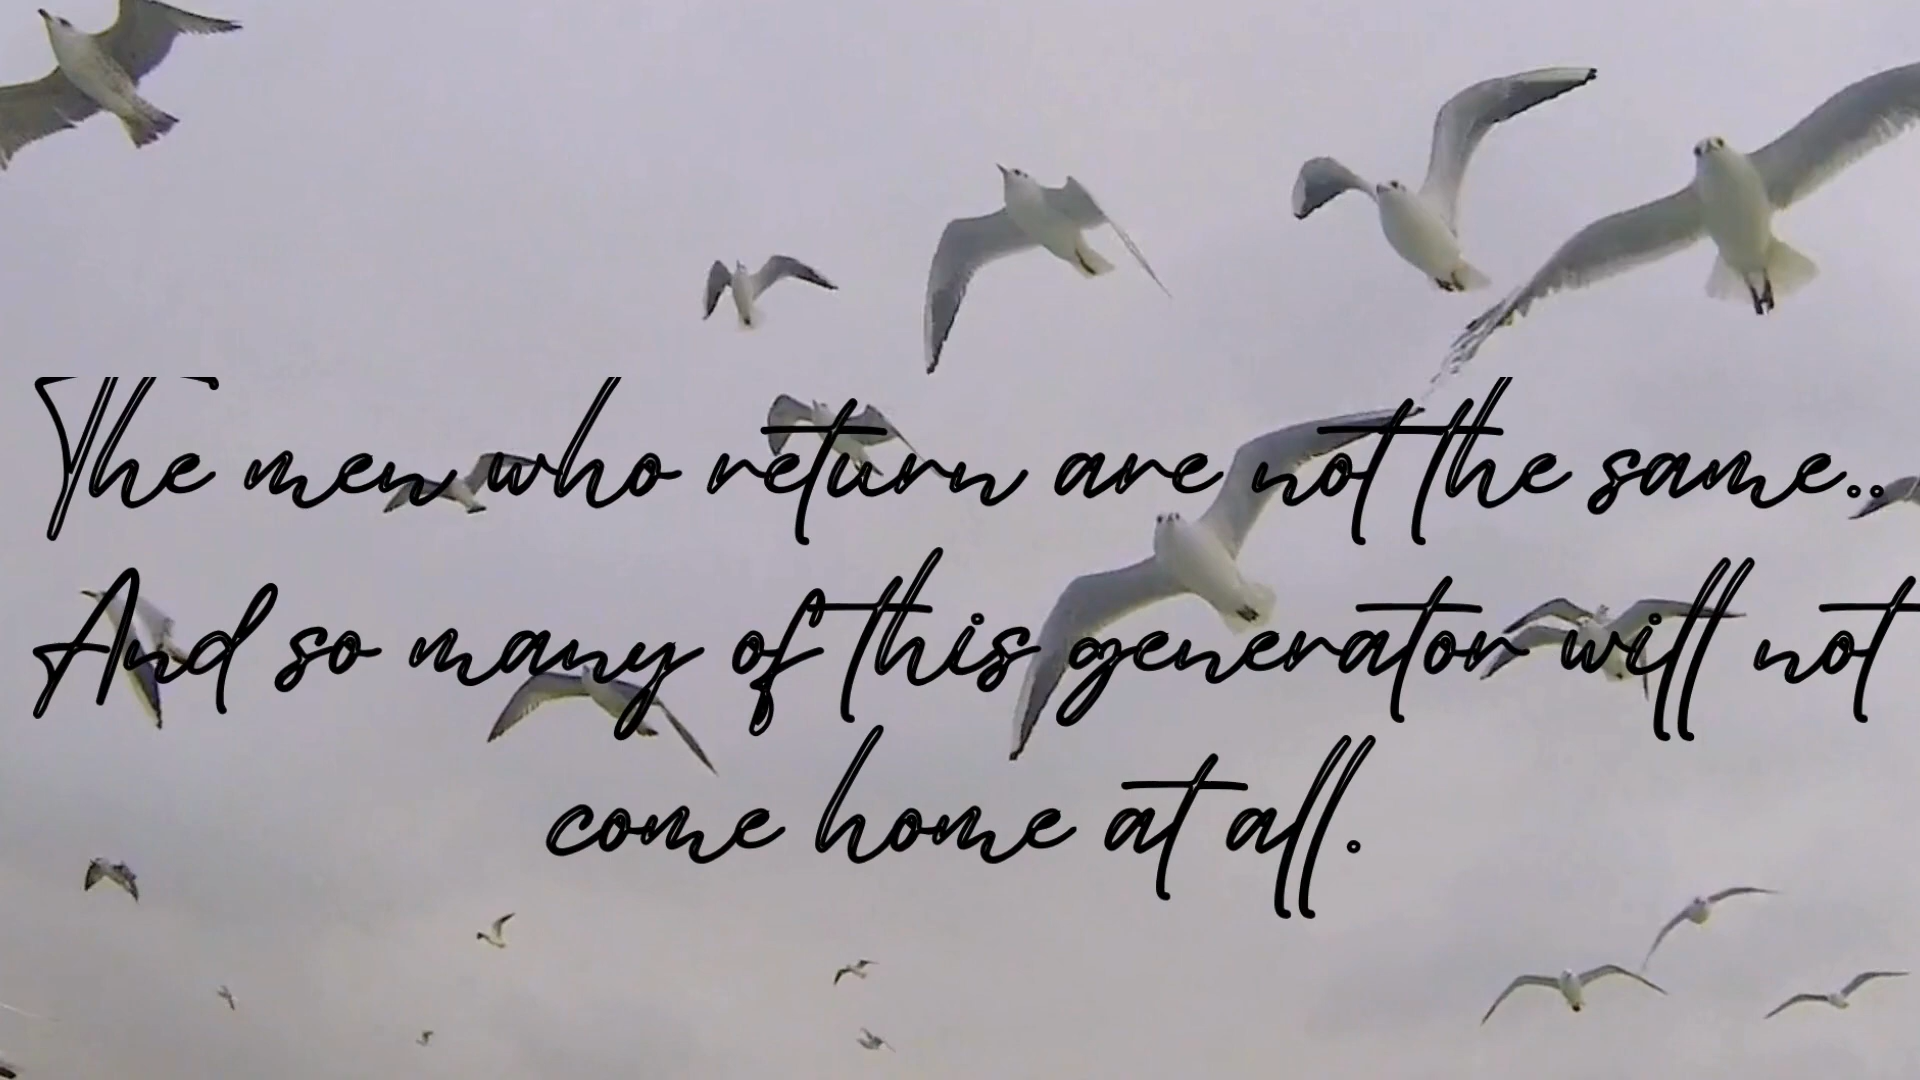 The men who return are not the same..
And so many of this generator will not
come home at all.